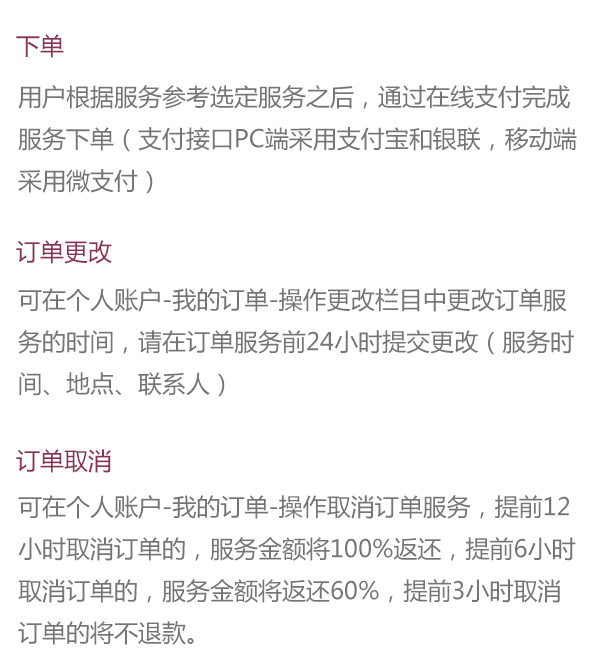 下单
用户根据服务参考选定服务之后，通过在线支付完成
服务下单（支付接口PC端采用支付宝和银联，移动端
采用微支付）
订单更改
可在个人账户-我的订单-操作更改栏目中更改订单服
务的时间，请在订单服务前24小时提交更改（服务时
间、地点、联系人）
订单取消
可在个人账户-我的订单-操作取消订单服务，提前12
小时取消订单的，服务金额将100%返还，提前6小时
取消订单的，服务金额将返还60%，提前3小时取消
订单的将不退款。